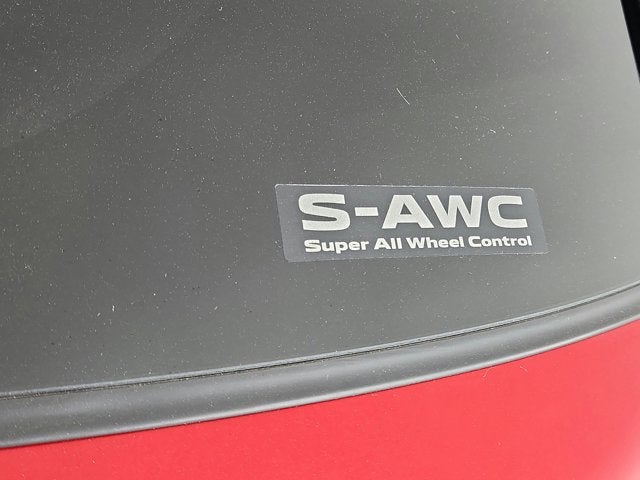 S-AWC
Super All Wheel Control